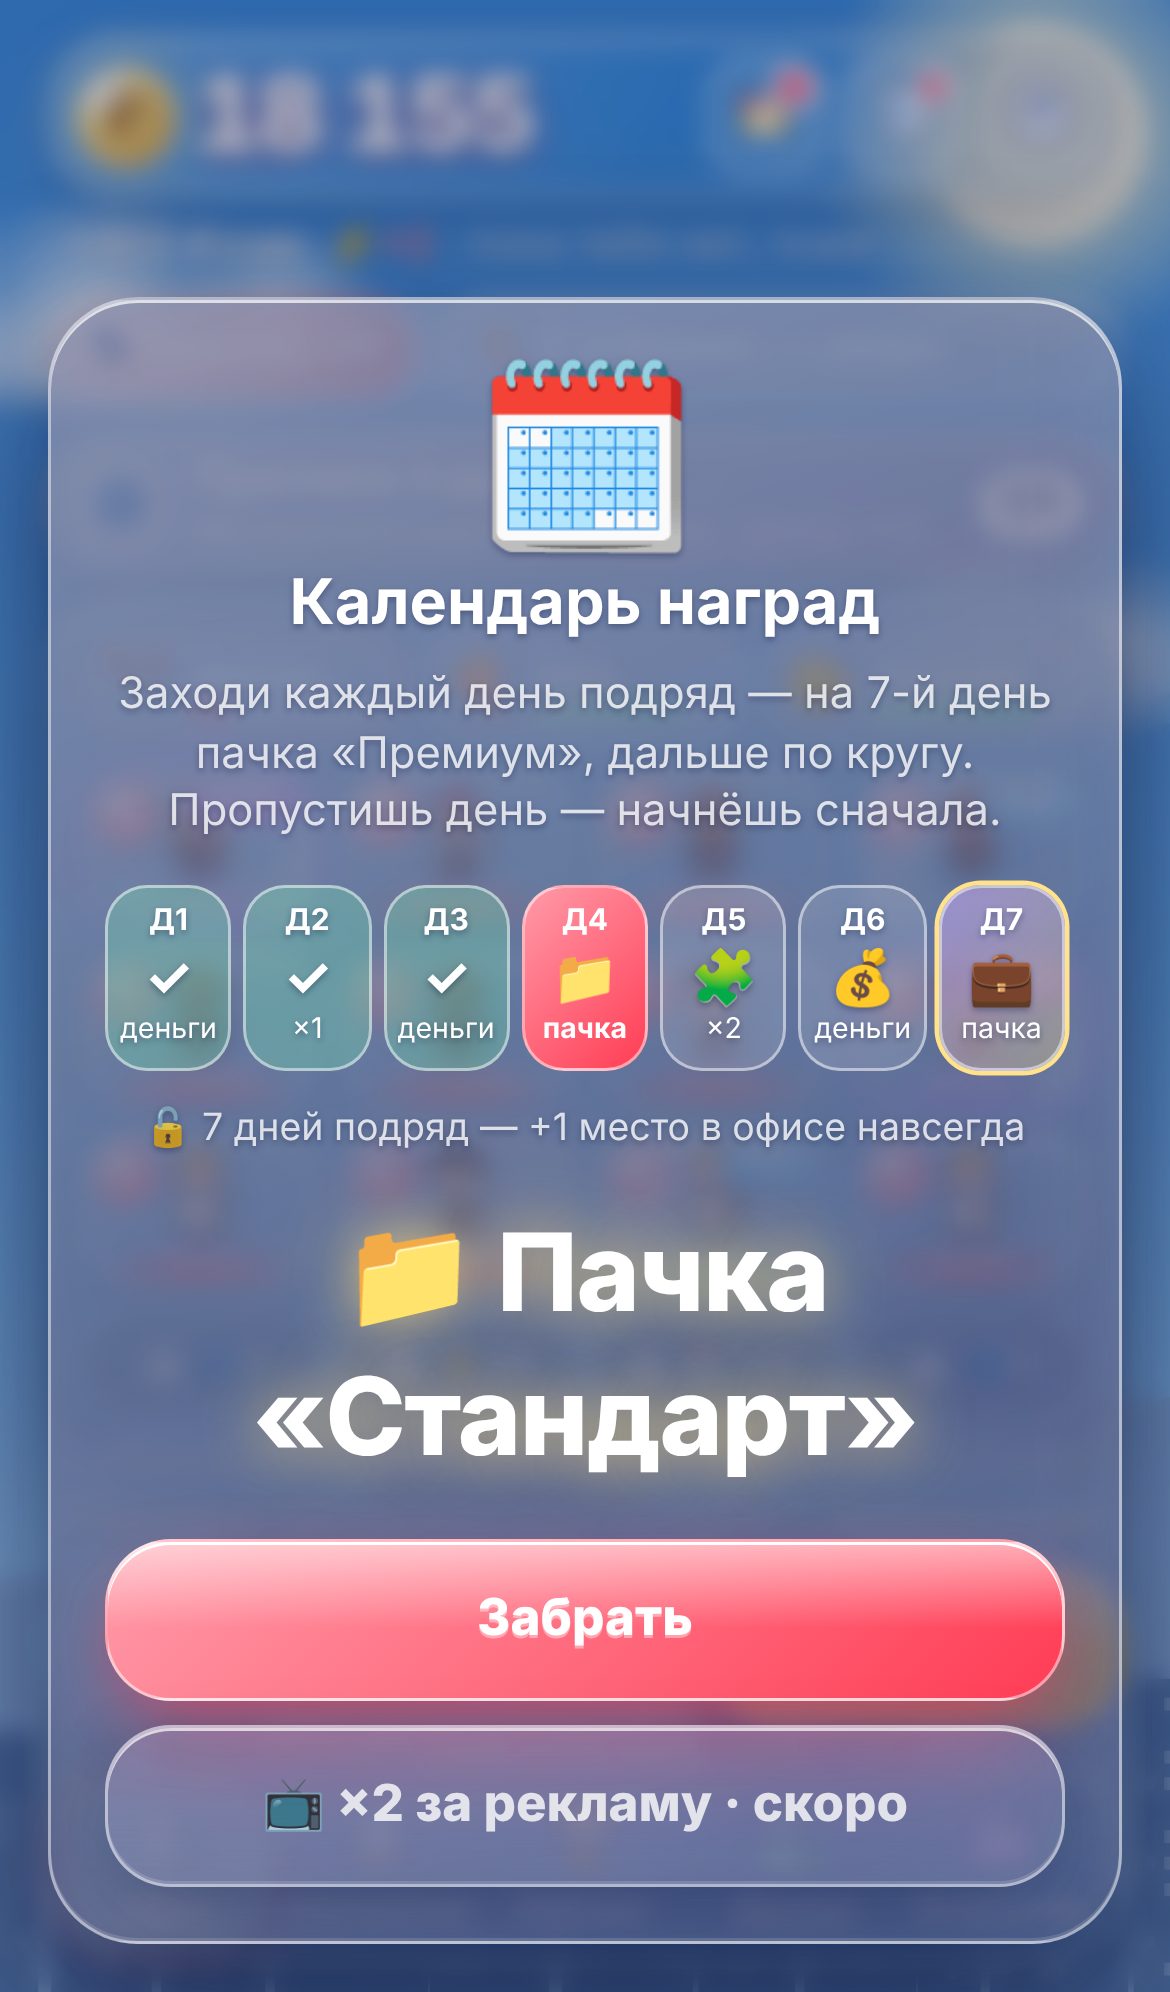 18 155
Календарь наград
Заходи каждый день подряд — на 7-й день
пачка «Премиум», дальше по кругу.
Пропустишь день — начнёшь сначала.
Д1 Д2 Д3 Д4 Д5 Д6 Д7
деньги ×1 деньги пачка ×2 деньги пачка
7 дней подряд — +1 место в офисе навсегда
Пачка
«Стандарт»
Забрать
×2 за рекламу · скоро